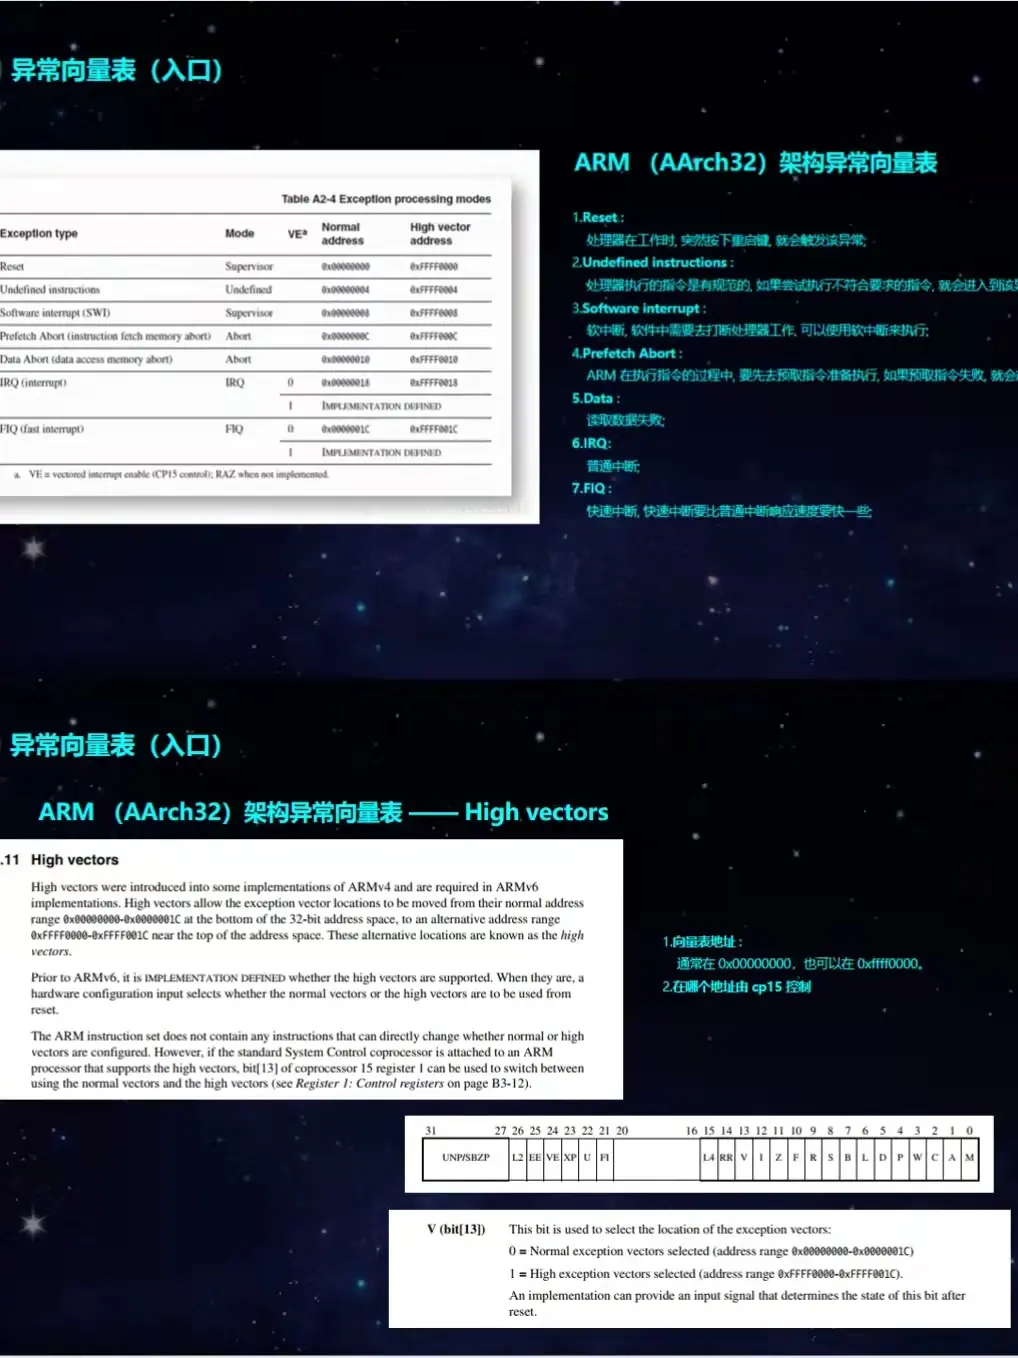 异常向量表（入口）
ARM （AArch32）架构异常向量表
Table A2-4 Exception processing modes
Exception type Mode VEa Normal address High vector address
Reset Supervisor 0x00000000 0xFFFF0000
Undefined instructions Undefined 0x00000004 0xFFFF0004
Software interrupt (SWI) Supervisor 0x00000008 0xFFFF0008
Prefetch Abort (instruction fetch memory abort) Abort 0x0000000C 0xFFFF000C
Data Abort (data access memory abort) Abort 0x00000010 0xFFFF0010
IRQ (interrupt) IRQ 0 0x00000018 0xFFFF0018
1 IMPLEMENTATION DEFINED
FIQ (fast interrupt) FIQ 0 0x0000001C 0xFFFF001C
1 IMPLEMENTATION DEFINED
a. VE = vectored interrupt enable (CP15 control); RAZ when not implemented.
1.Reset :
处理器在工作时, 突然按下重启键, 就会触发该异常;
2.Undefined instructions :
处理器执行的指令是有规范的, 如果尝试执行不符合要求的指令, 就会进入到该
3.Software interrupt :
软中断, 软件中需要去打断处理器工作, 可以使用软中断来执行;
4.Prefetch Abort :
ARM 在执行指令的过程中, 要先去预取指令准备执行, 如果预取指令失败, 就会
5.Data :
读取数据失败;
6.IRQ:
普通中断;
7.FIQ :
快速中断, 快速中断要比普通中断响应速度要快一些;
异常向量表（入口）
ARM （AArch32）架构异常向量表 —— High vectors
.11 High vectors
High vectors were introduced into some implementations of ARMv4 and are required in ARMv6
implementations. High vectors allow the exception vector locations to be moved from their normal address
range 0x00000000-0x0000001C at the bottom of the 32-bit address space, to an alternative address range
0xFFFF0000-0xFFFF001C near the top of the address space. These alternative locations are known as the high
vectors.
Prior to ARMv6, it is IMPLEMENTATION DEFINED whether the high vectors are supported. When they are, a
hardware configuration input selects whether the normal vectors or the high vectors are to be used from
reset.
The ARM instruction set does not contain any instructions that can directly change whether normal or high
vectors are configured. However, if the standard System Control coprocessor is attached to an ARM
processor that supports the high vectors, bit[13] of coprocessor 15 register 1 can be used to switch between
using the normal vectors and the high vectors (see Register 1: Control registers on page B3-12).
1.向量表地址 :
通常在 0x00000000，也可以在 0xffff0000。
2.在哪个地址由 cp15 控制
31 27 26 25 24 23 22 21 20 16 15 14 13 12 11 10 9 8 7 6 5 4 3 2 1 0
UNP/SBZP L2 EE VE XP U FI L4 RR V I Z F R S B L D P W C A M
V (bit[13]) This bit is used to select the location of the exception vectors:
0 = Normal exception vectors selected (address range 0x00000000-0x0000001C)
1 = High exception vectors selected (address range 0xFFFF0000-0xFFFF001C).
An implementation can provide an input signal that determines the state of this bit after
reset.